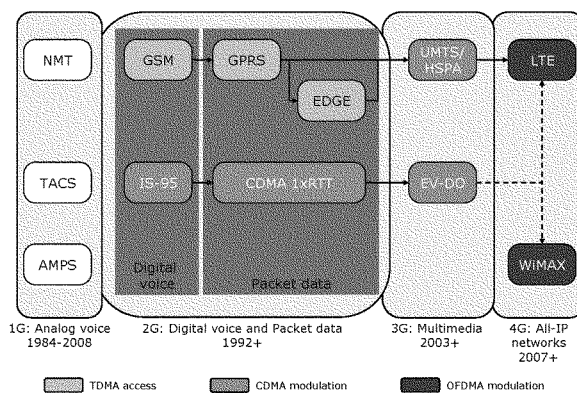 NMT
GSM
GPRS
UMTS/
HSPA
LTE
EDGE
TACS
IS-95
CDMA 1xRTT
EV-DO
AMPS
WiMAX
Digital
voice
Packet data
1G: Analog voice
1984-2008
2G: Digital voice and Packet data
1992+
3G: Multimedia
2003+
4G: All-IP
networks
2007+
TDMA access
CDMA modulation
OFDMA modulation